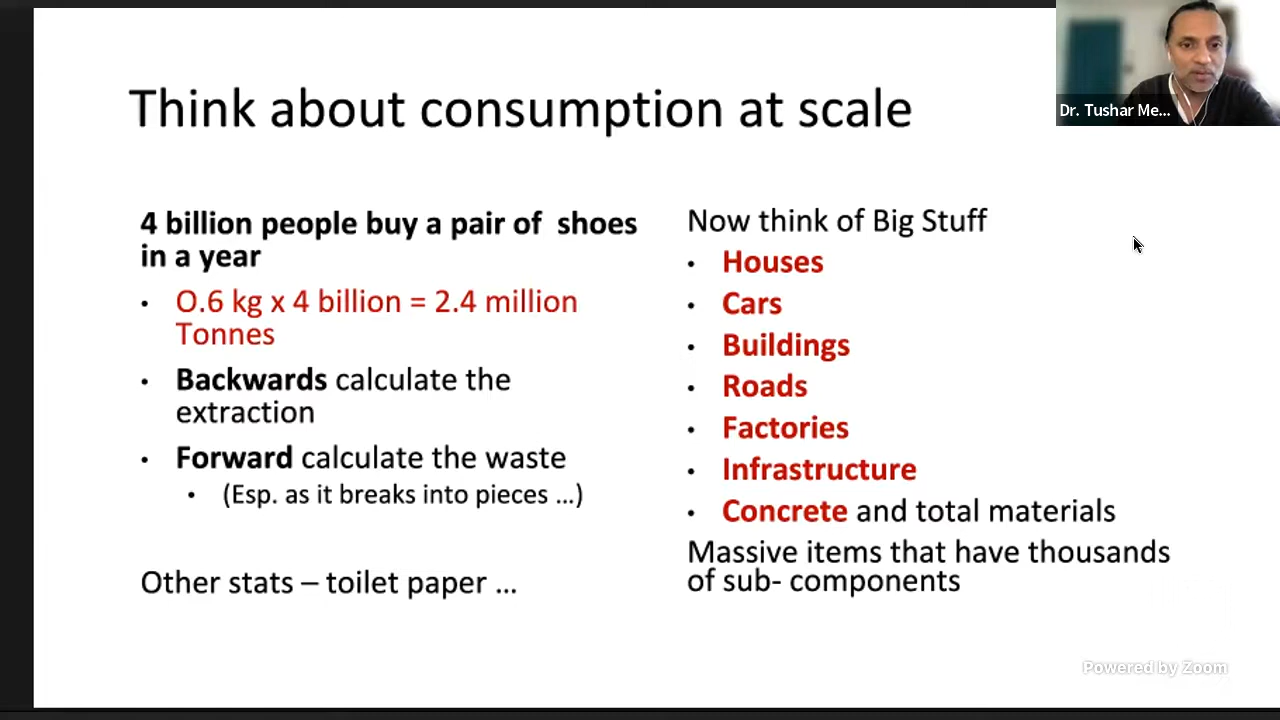 Think about consumption at scale
4 billion people buy a pair of  shoes
in a year
• O.6 kg x 4 billion = 2.4 million
Tonnes
• Backwards calculate the
extraction
• Forward calculate the waste
• (Esp. as it breaks into pieces ...)
Other stats – toilet paper ...
Now think of Big Stuff
• Houses
• Cars
• Buildings
• Roads
• Factories
• Infrastructure
• Concrete and total materials
Massive items that have thousands
of sub- components
Dr. Tushar Me...
Powered by Zoom